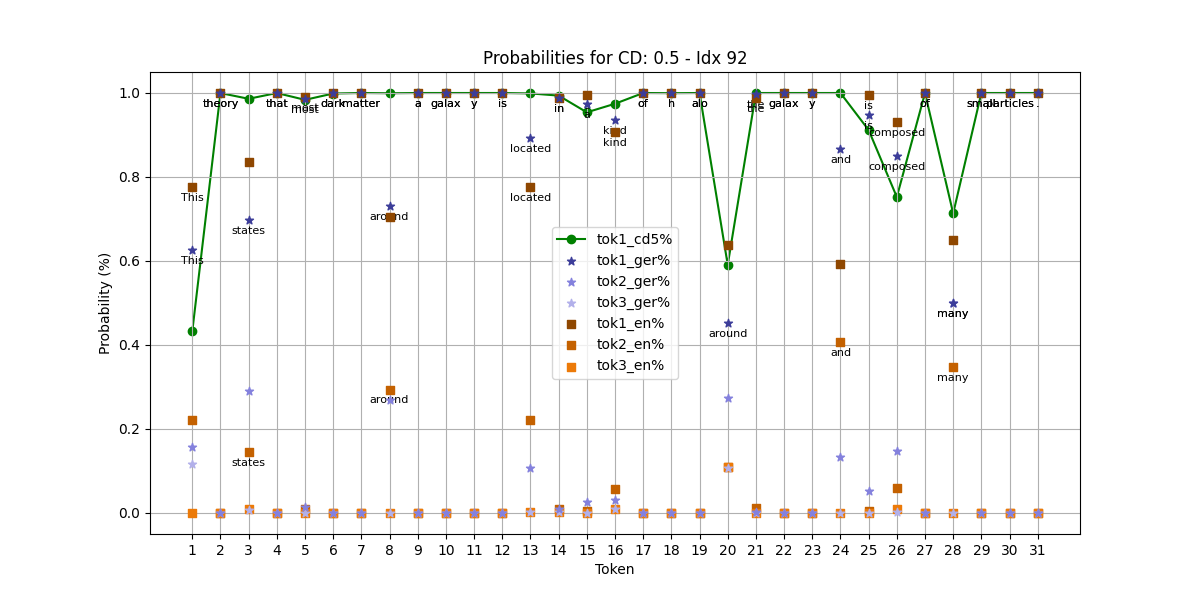 Probabilities for CD: 0.5 - Idx 92
Probability (%)
1.0
0.8
0.6
0.4
0.2
0.0
theory that most dark matter a galax y is in a of h alo the galax y is of small particles .
most
kind
the
is
composed
This
located
and
composed
kind
states
around
located
This
around
many
and
around
many
states
tok1_cd5%
tok1_ger%
tok2_ger%
tok3_ger%
tok1_en%
tok2_en%
tok3_en%
1 2 3 4 5 6 7 8 9 10 11 12 13 14 15 16 17 18 19 20 21 22 23 24 25 26 27 28 29 30 31
Token